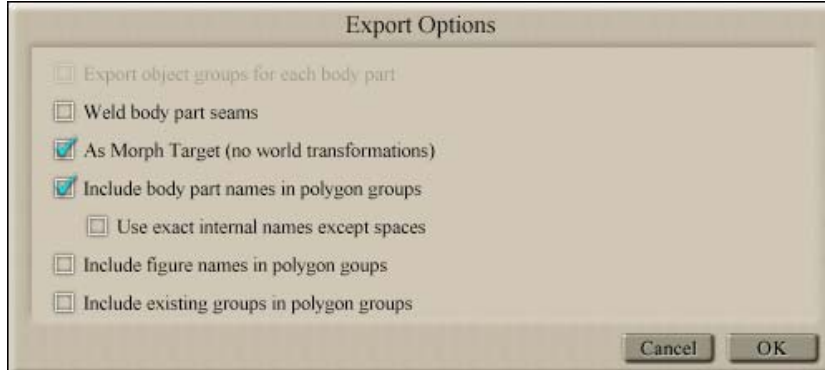 Export Options
Export object groups for each body part
Weld body part seams
As Morph Target (no world transformations)
Include body part names in polygon groups
Use exact internal names except spaces
Include figure names in polygon goups
Include existing groups in polygon groups
Cancel OK